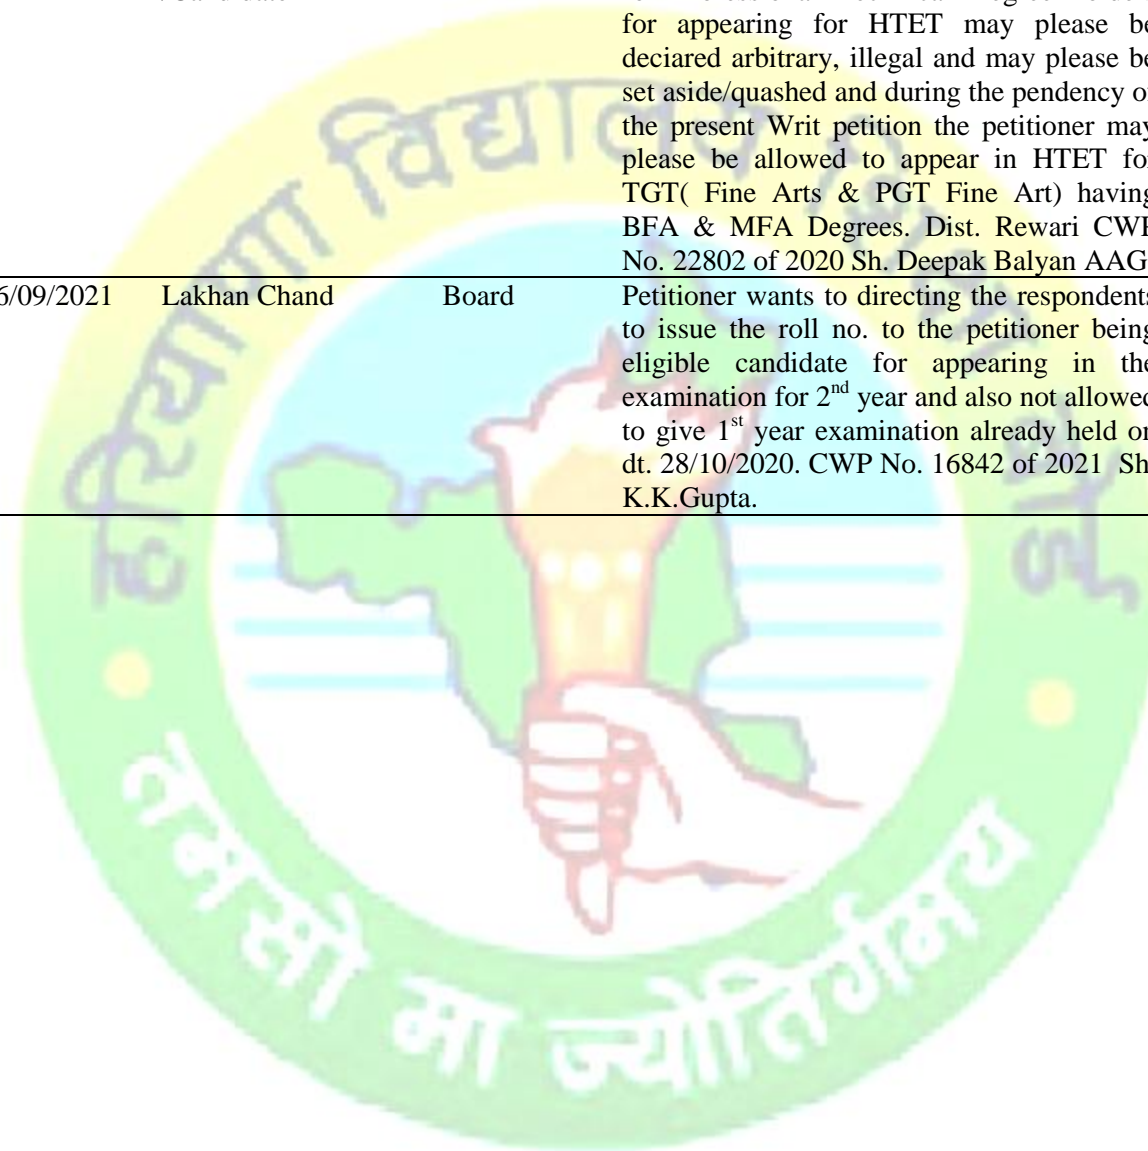 for appearing for HTET may please be
deciared arbitrary, illegal and may please be
set aside/quashed and during the pendency
the present Writ petition the petitioner may
please be allowed to appear in HTET
TGT( Fine Arts & PGT Fine Art) having
BFA & MFA Degrees. Dist. Rewari
No. 22802 of 2020 Sh. Deepak Balyan AAG
6/09/2021 Lakhan Chand Board Petitioner wants to directing the respondents
to issue the roll no. to the petitioner being
eligible candidate for appearing in the
examination for 2nd year and also not allowed
to give 1st year examination already held
dt. 28/10/2020. CWP No. 16842 of 2021 Sh
K.K.Gupta.
हरियाणा विद्यालय शिक्षा बोर्ड
तमसो मा ज्योतिर्गमय